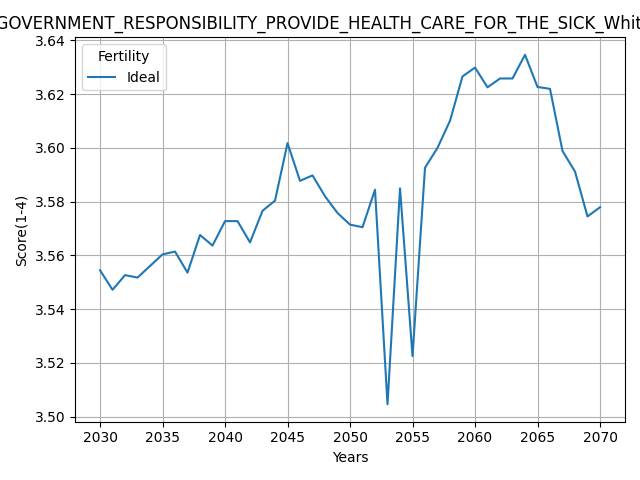 GOVERNMENT_RESPONSIBILITY_PROVIDE_HEALTH_CARE_FOR_THE_SICK_Whit
Fertility
Ideal
Score(1-4)
3.64
3.62
3.60
3.58
3.56
3.54
3.52
3.50
2030 2035 2040 2045 2050 2055 2060 2065 2070
Years